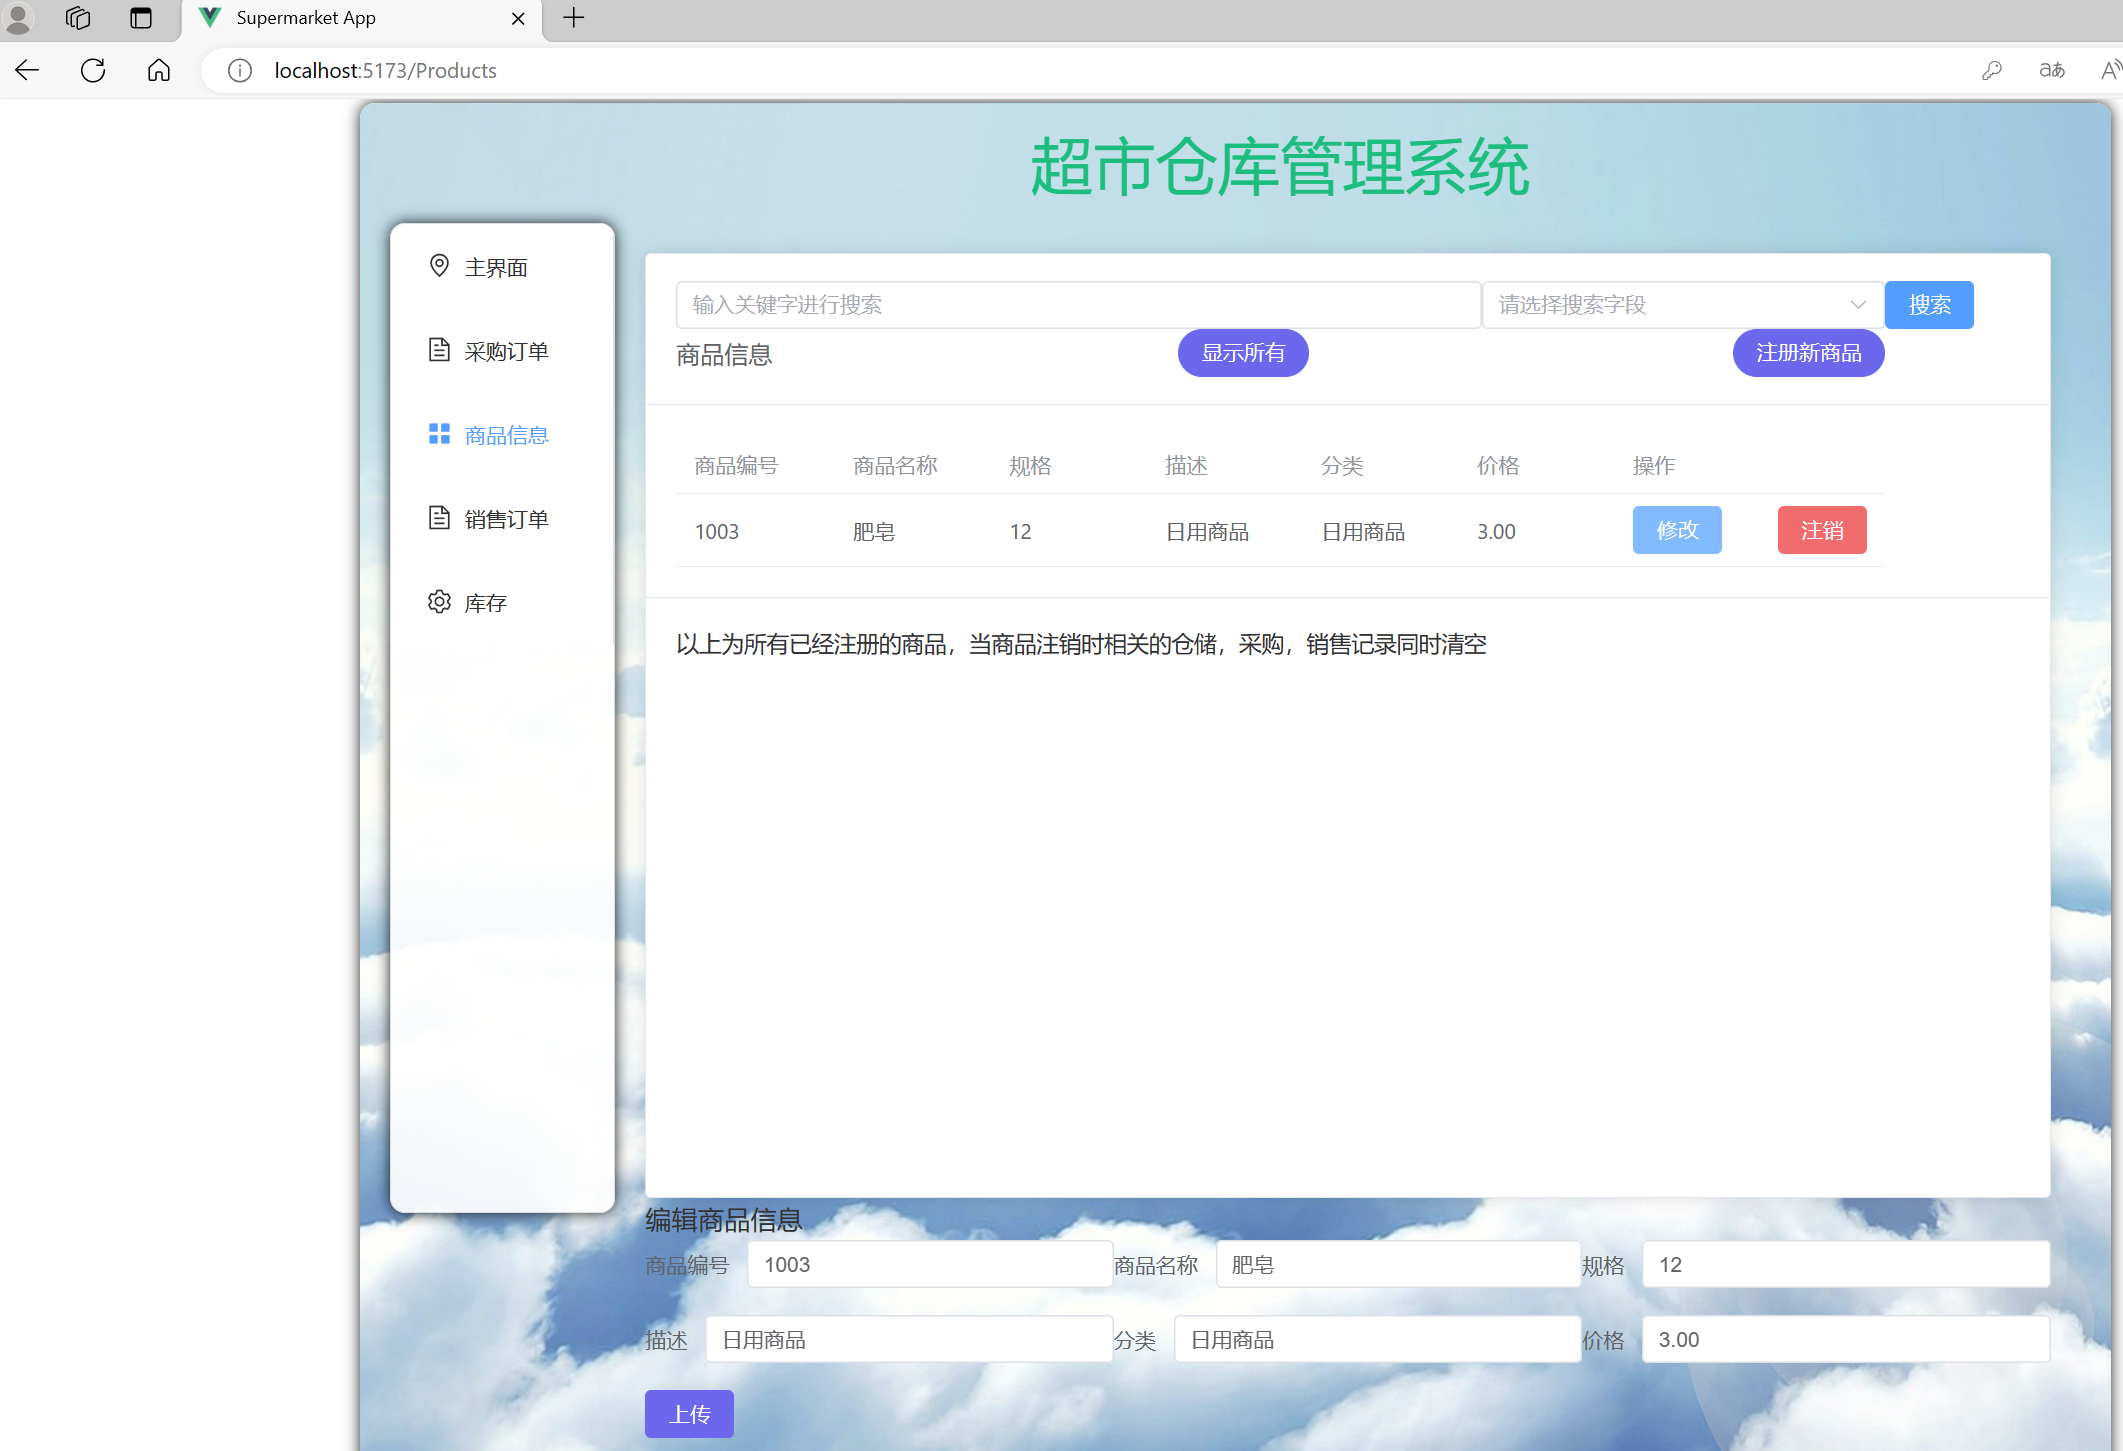 Supermarket App
localhost:5173/Products
超市仓库管理系统
主界面
采购订单
商品信息
销售订单
库存
输入关键字进行搜索 请选择搜索字段 搜索
商品信息 显示所有 注册新商品
商品编号 商品名称 规格 描述 分类 价格 操作
1003 肥皂 12 日用商品 日用商品 3.00 修改 注销
以上为所有已经注册的商品，当商品注销时相关的仓储，采购，销售记录同时清空
编辑商品信息
商品编号 1003 商品名称 肥皂 规格 12
描述 日用商品 分类 日用商品 价格 3.00
上传